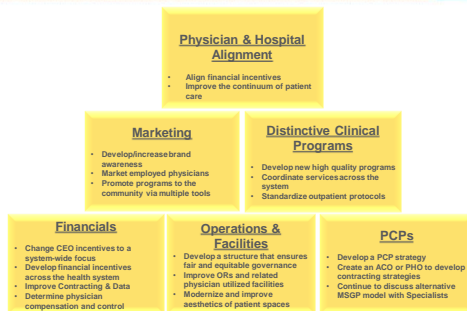 Physician & Hospital
Alignment
• Align financial incentives
• Improve the continuum of patient
care
Marketing
• Develop/increase brand
awareness
• Market employed physicians
• Promote programs to the
community via multiple tools
Distinctive Clinical
Programs
• Develop new high quality programs
• Coordinate services across the
system
• Standardize outpatient protocols
Financials
• Change CEO incentives to a
system-wide focus
• Develop financial incentives
across the health system
• Improve Contracting & Data
• Determine physician
compensation and control
Operations &
Facilities
• Develop a structure that ensures
fair and equitable governance
• Improve ORs and related
physician utilized facilities
• Modernize and improve
aesthetics of patient spaces
PCPs
• Develop a PCP strategy
• Create an ACO or PHO to develop
contracting strategies
• Continue to discuss alternative
MSGP model with Specialists